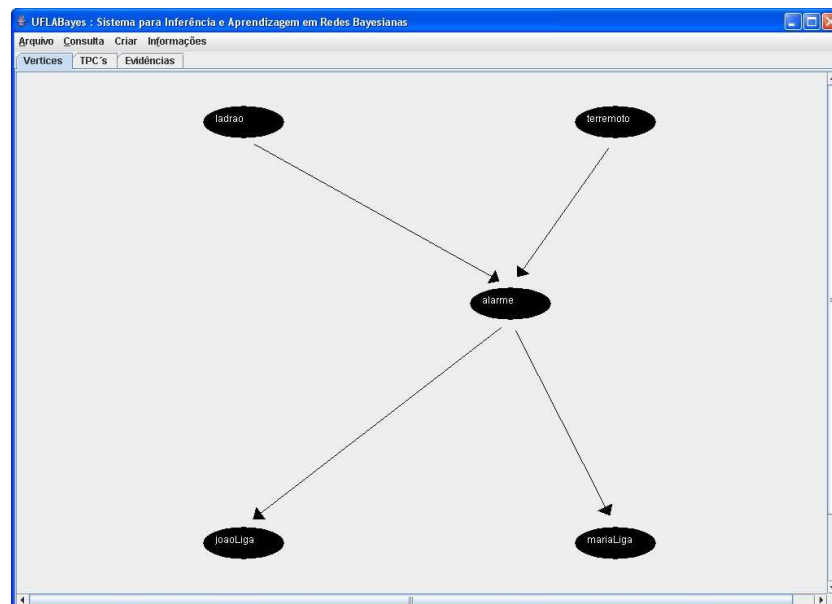 UFLABayes : Sistema para Inferência e Aprendizagem em Redes Bayesianas
Arquivo Consulta Criar Informações
Vertices TPC´s Evidências
ladrao terremoto
alarme
joaoLiga mariaLiga